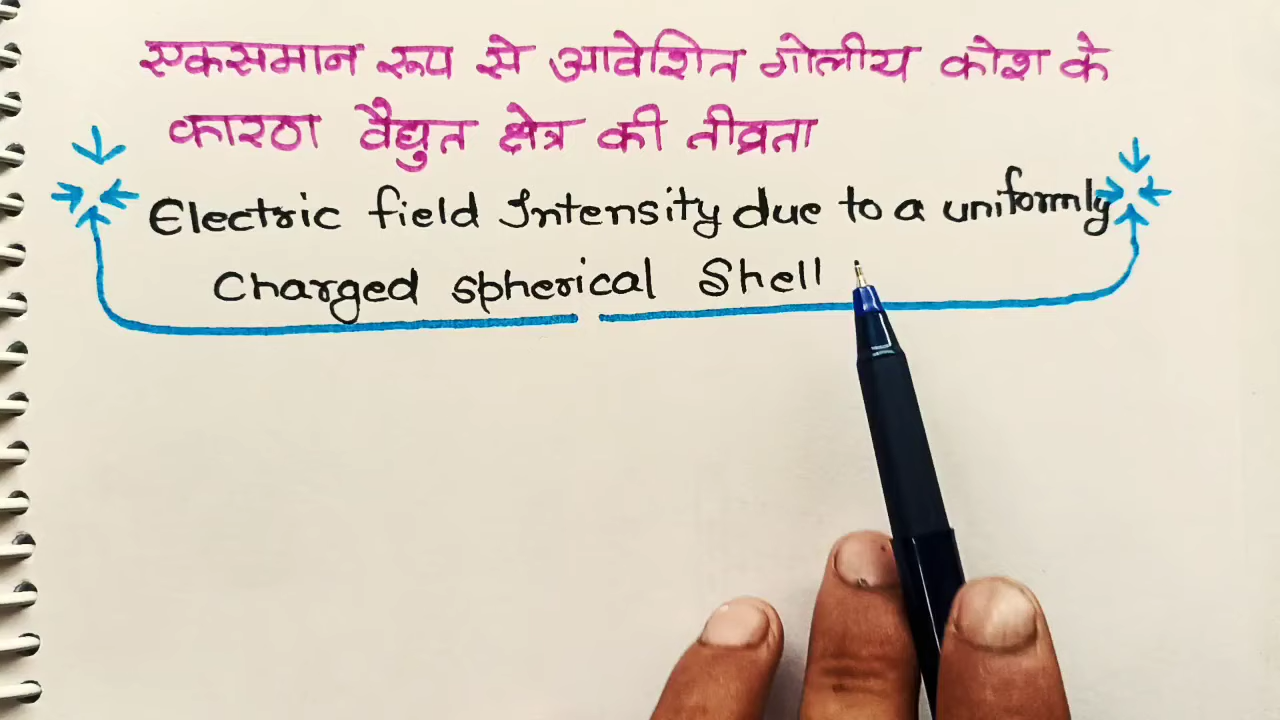 एकसमान रूप से आवेशित गोलीय कोश के
कारण वैद्युत क्षेत्र की तीव्रता
Electric field Intensity due to a uniformly
Charged spherical Shell